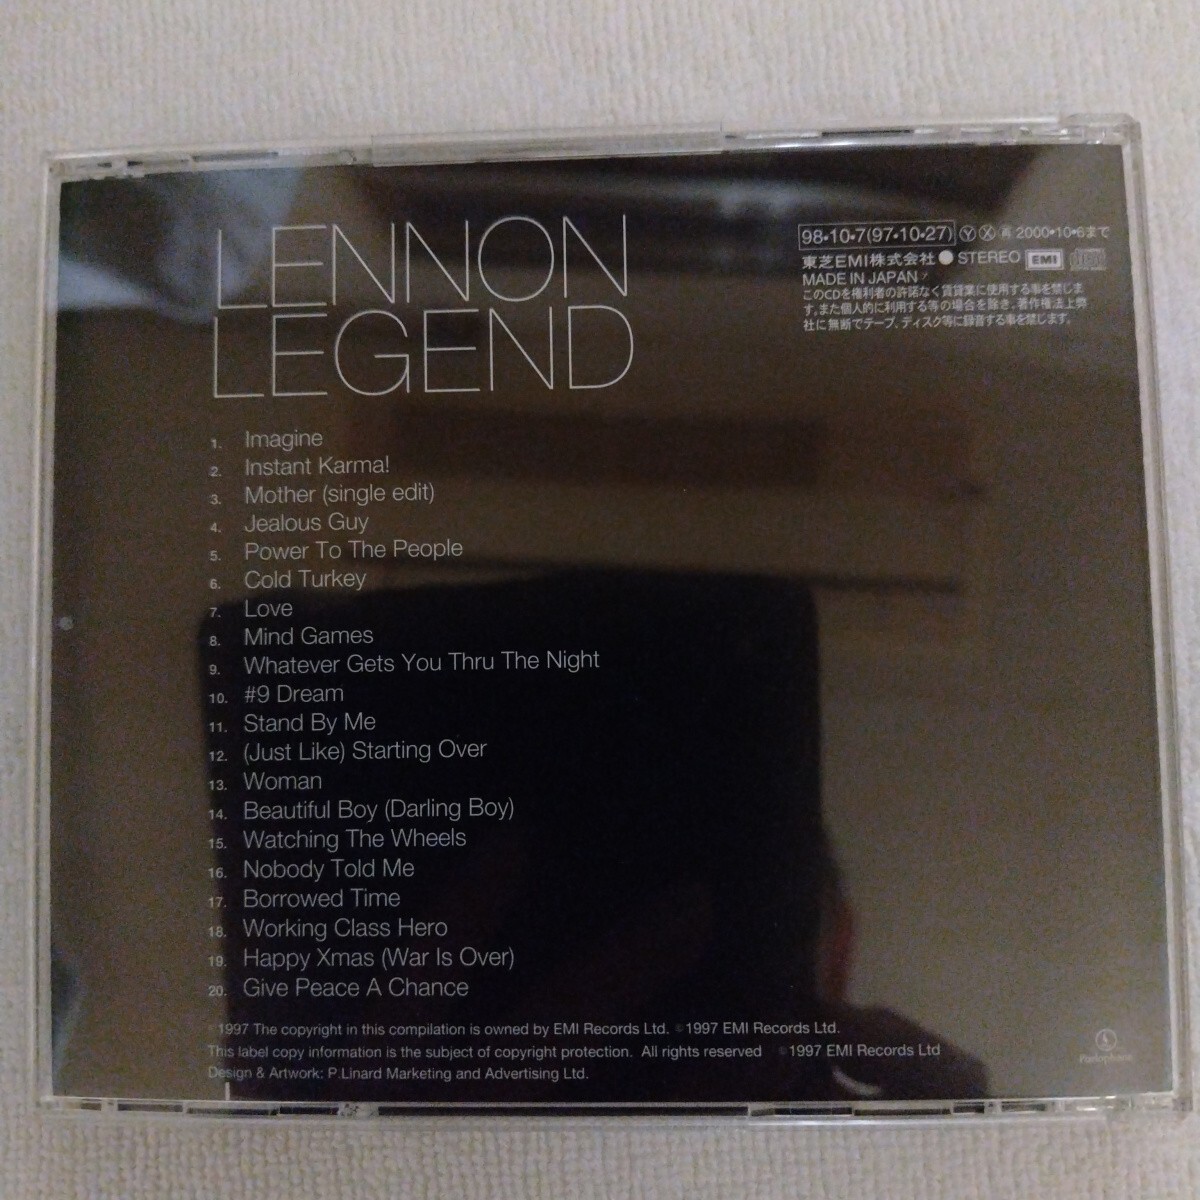 LENNON
LEGEND
98•10•7(97•10•27) Ⓨ Ⓧ 再 2000•10•6まで
東芝EMI株式会社 ● STEREO EMI
MADE IN JAPAN
このCDを権利者の許諾なく賃貸業に使用する事を禁じま
す。また個人的に利用する等の場合を除き、著作権法上弊
社に無断でテープ、ディスク等に録音する事を禁じます。
1. Imagine
2. Instant Karma!
3. Mother (single edit)
4. Jealous Guy
5. Power To The People
6. Cold Turkey
7. Love
8. Mind Games
9. Whatever Gets You Thru The Night
10. #9 Dream
11. Stand By Me
12. (Just Like) Starting Over
13. Woman
14. Beautiful Boy (Darling Boy)
15. Watching The Wheels
16. Nobody Told Me
17. Borrowed Time
18. Working Class Hero
19. Happy Xmas (War Is Over)
20. Give Peace A Chance
1997 The copyright in this compilation is owned by EMI Records Ltd. 1997 EMI Records Ltd.
This label copy information is the subject of copyright protection. All rights reserved 1997 EMI Records Ltd
Design & Artwork: P.Linard Marketing and Advertising Ltd.
Parlophone